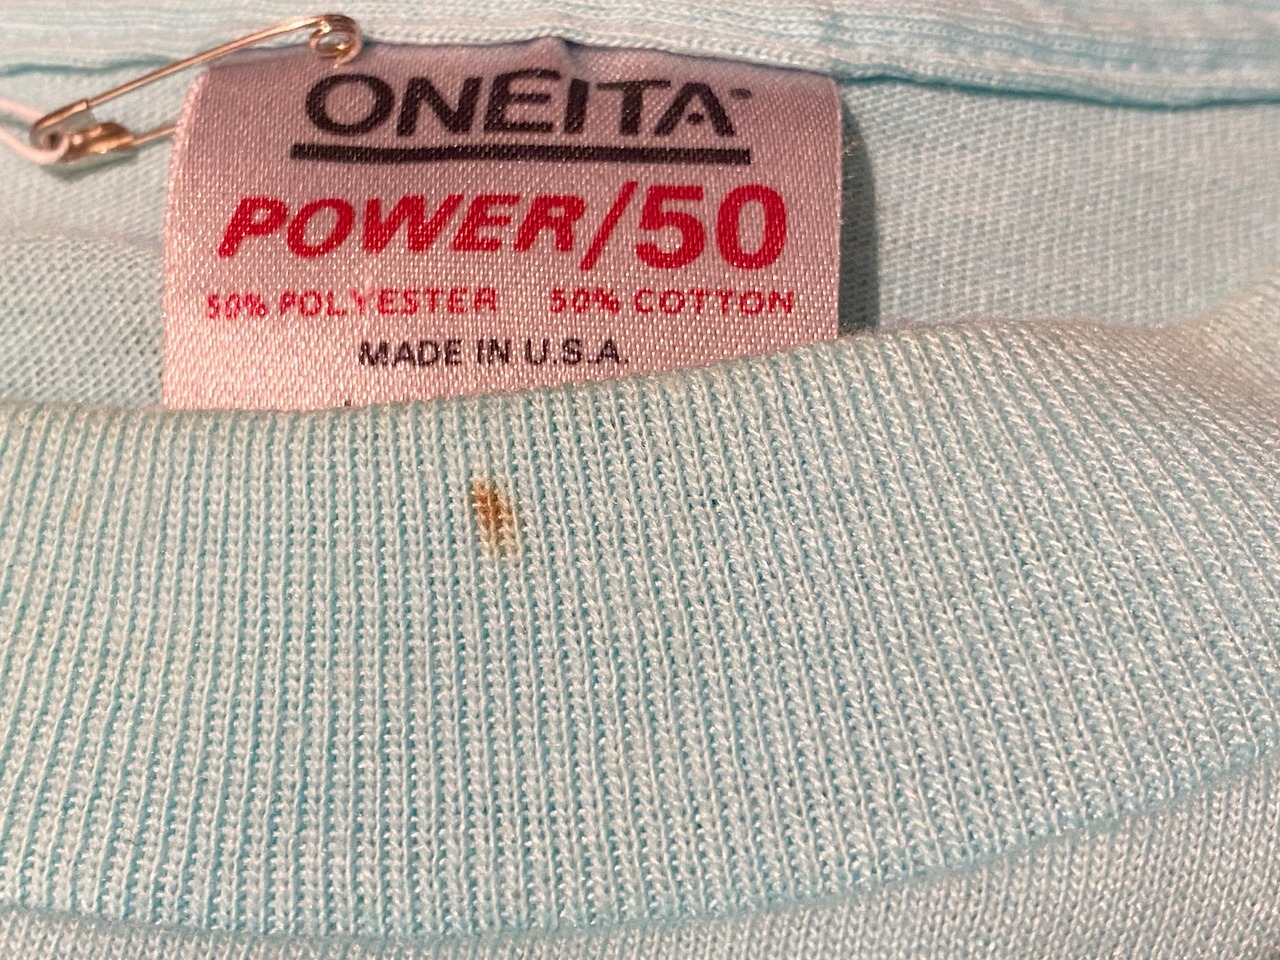 ONEITA
POWER/50
50% POLYESTER 50% COTTON
MADE IN U.S.A.